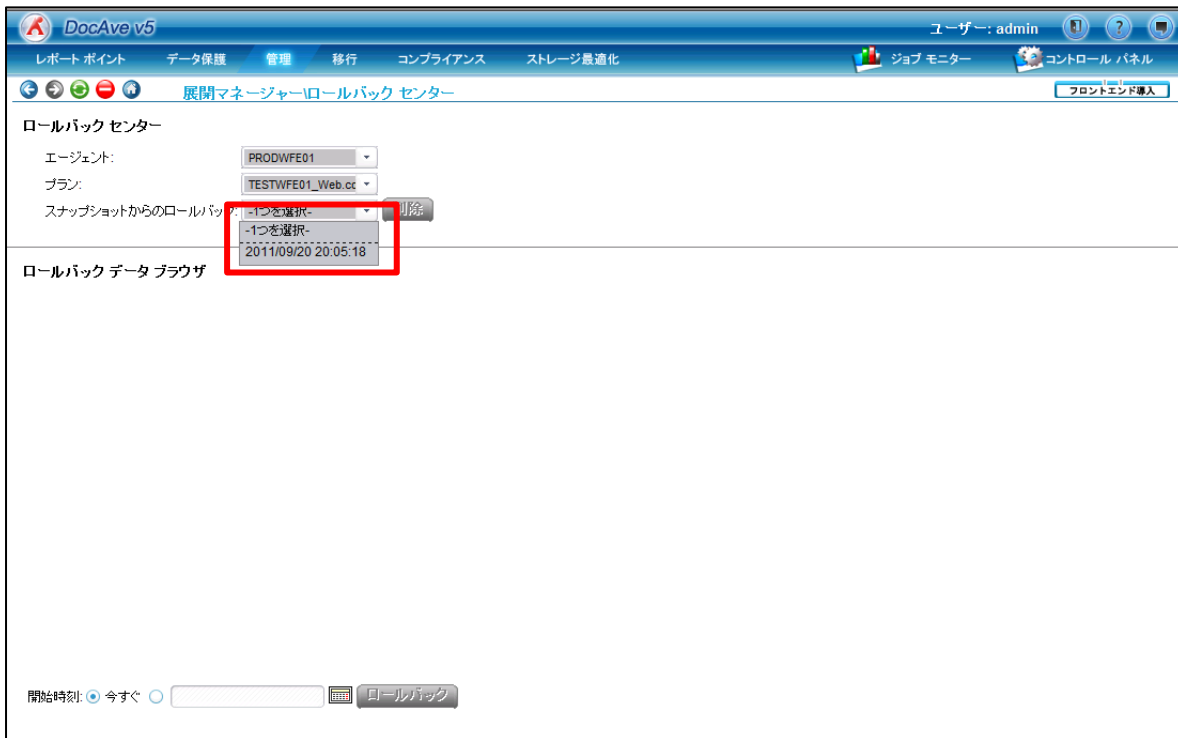 DocAve v5
ユーザー: admin
レポート ポイント データ保護 管理 移行 コンプライアンス ストレージ最適化 ジョブ モニター コントロール パネル
展開マネージャー\ロールバック センター フロントエンド導入
ロールバック センター
エージェント: PRODWFE01
プラン: TESTWFE01_Web.cc
スナップショットからのロールバック: -1つを選択- 削除
-1つを選択-
2011/09/20 20:05:18
ロールバック データ ブラウザ
開始時刻: 今すぐ ロールバック